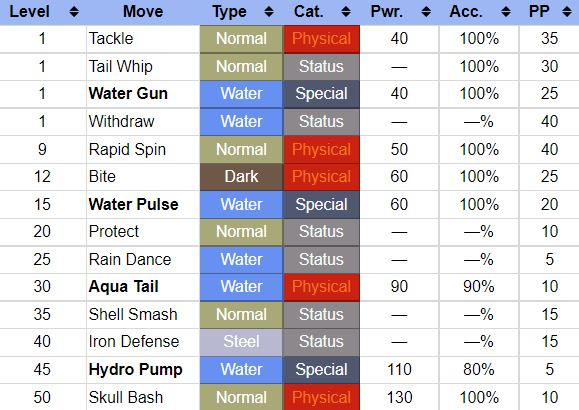 Level Move Type Cat. Pwr. Acc. PP
1 Tackle Normal Physical 40 100% 35
1 Tail Whip Normal Status — 100% 30
1 Water Gun Water Special 40 100% 25
1 Withdraw Water Status — —% 40
9 Rapid Spin Normal Physical 50 100% 40
12 Bite Dark Physical 60 100% 25
15 Water Pulse Water Special 60 100% 20
20 Protect Normal Status — —% 10
25 Rain Dance Water Status — —% 5
30 Aqua Tail Water Physical 90 90% 10
35 Shell Smash Normal Status — —% 15
40 Iron Defense Steel Status — —% 15
45 Hydro Pump Water Special 110 80% 5
50 Skull Bash Normal Physical 130 100% 10